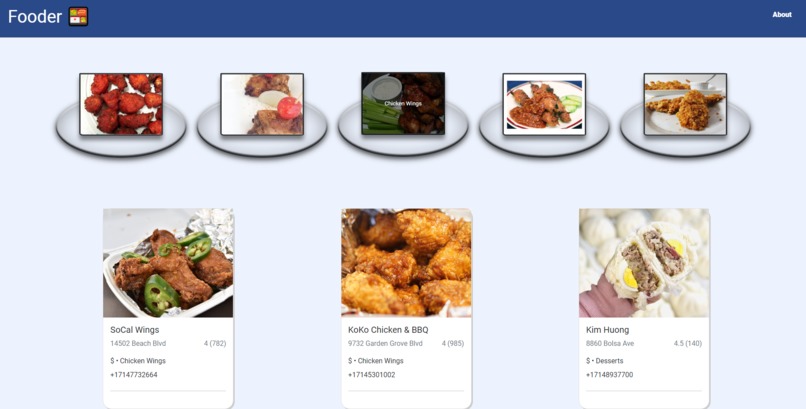 Fooder
About
Chicken Wings
SoCal Wings
14502 Beach Blvd 4 (782)
$ • Chicken Wings
+17147732664
KoKo Chicken & BBQ
9732 Garden Grove Blvd 4 (985)
$ • Chicken Wings
+17145301002
Kim Huong
8860 Bolsa Ave 4.5 (140)
$ • Desserts
+17148937700